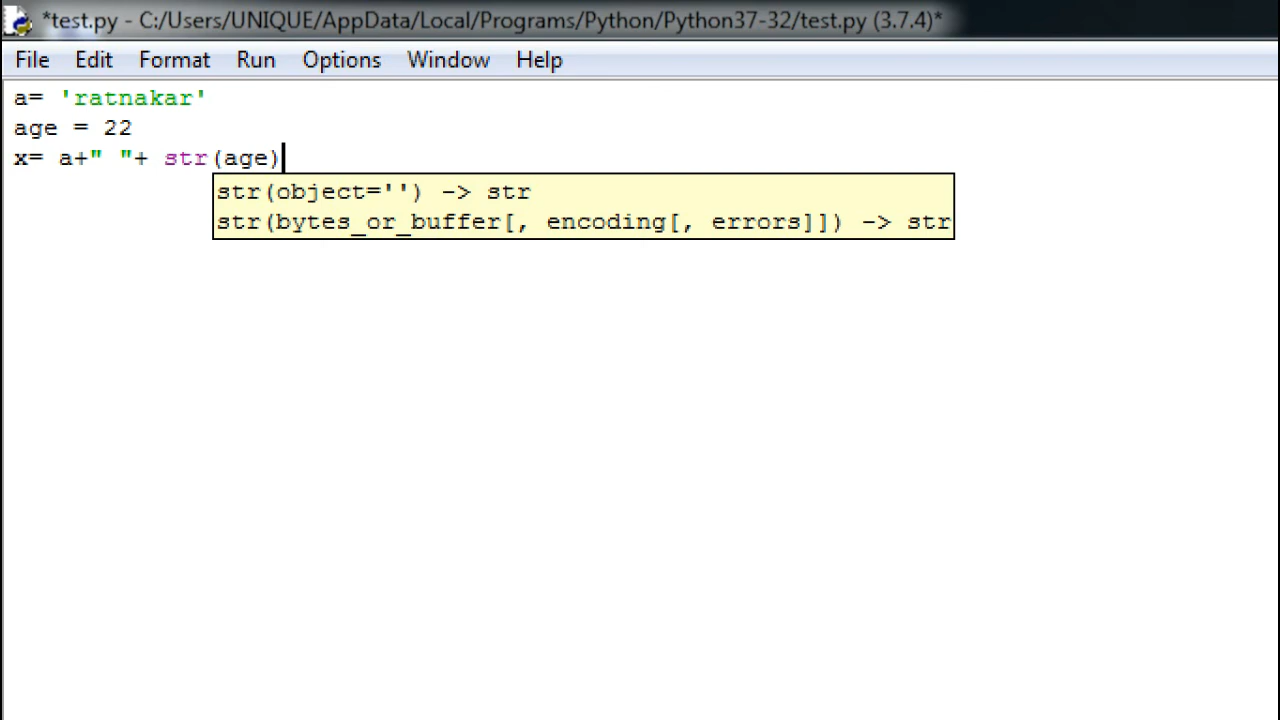 *test.py - C:/Users/UNIQUE/AppData/Local/Programs/Python/Python37-32/test.py (3.7.4)*
File Edit Format Run Options Window Help
a= 'ratnakar'
age = 22
x= a+" "+ str(age)
str(object='') -> str
str(bytes_or_buffer[, encoding[, errors]]) -> str